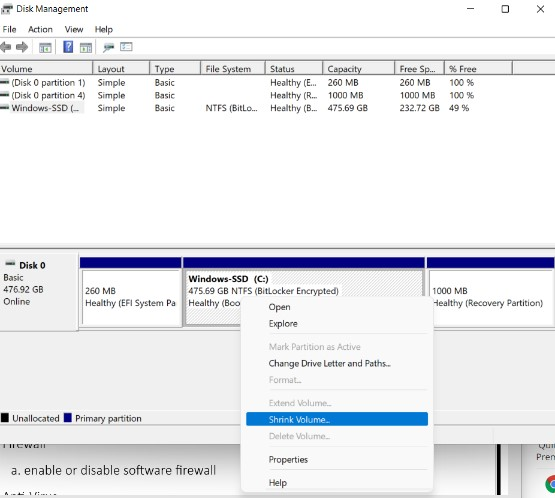 Disk Management
File Action View Help
Volume Layout Type File System Status Capacity Free Sp... % Free
(Disk 0 partition 1) Simple Basic Healthy (E... 260 MB 260 MB 100 %
(Disk 0 partition 4) Simple Basic Healthy (R... 1000 MB 1000 MB 100 %
Windows-SSD (... Simple Basic NTFS (BitLo... Healthy (B... 475.69 GB 232.72 GB 49 %
Disk 0
Basic
476.92 GB
Online
260 MB
Healthy (EFI System Pa
Windows-SSD (C:)
475.69 GB NTFS (BitLocker Encrypted)
Healthy (Boo
1000 MB
Healthy (Recovery Partition)
Open
Explore
Mark Partition as Active
Change Drive Letter and Paths...
Format...
Extend Volume...
Shrink Volume...
Delete Volume...
Properties
Help
Unallocated Primary partition
Firewall
a. enable or disable software firewall